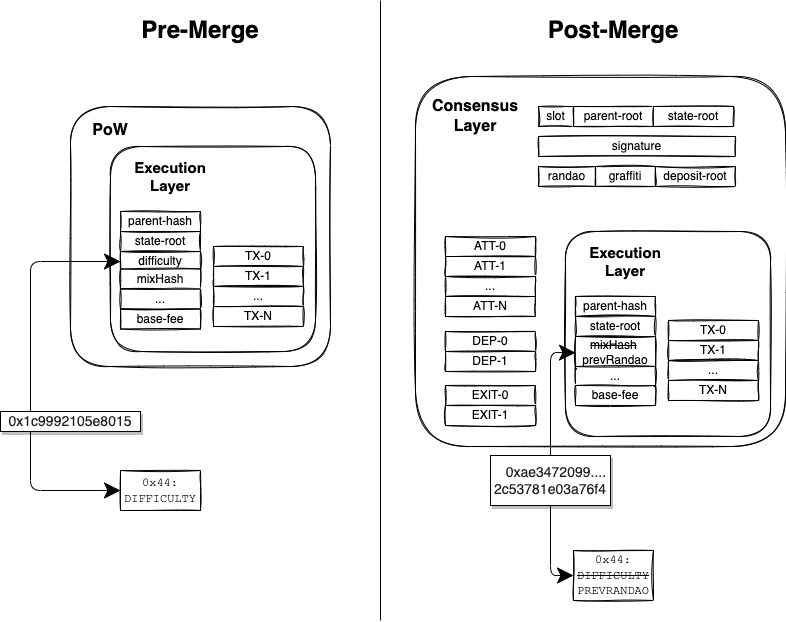 Pre-Merge
PoW
Execution
Layer
parent-hash
state-root
difficulty
mixHash
...
base-fee
TX-0
TX-1
...
TX-N
0x1c9992105e8015
0x44:
DIFFICULTY
Post-Merge
Consensus
Layer
slot parent-root state-root
signature
randao graffiti deposit-root
ATT-0
ATT-1
...
ATT-N
DEP-0
DEP-1
EXIT-0
EXIT-1
Execution
Layer
parent-hash
state-root
mixHash
prevRandao
...
base-fee
TX-0
TX-1
...
TX-N
0xae3472099....
2c53781e03a76f4
0x44:
DIFFICULTY
PREVRANDAO